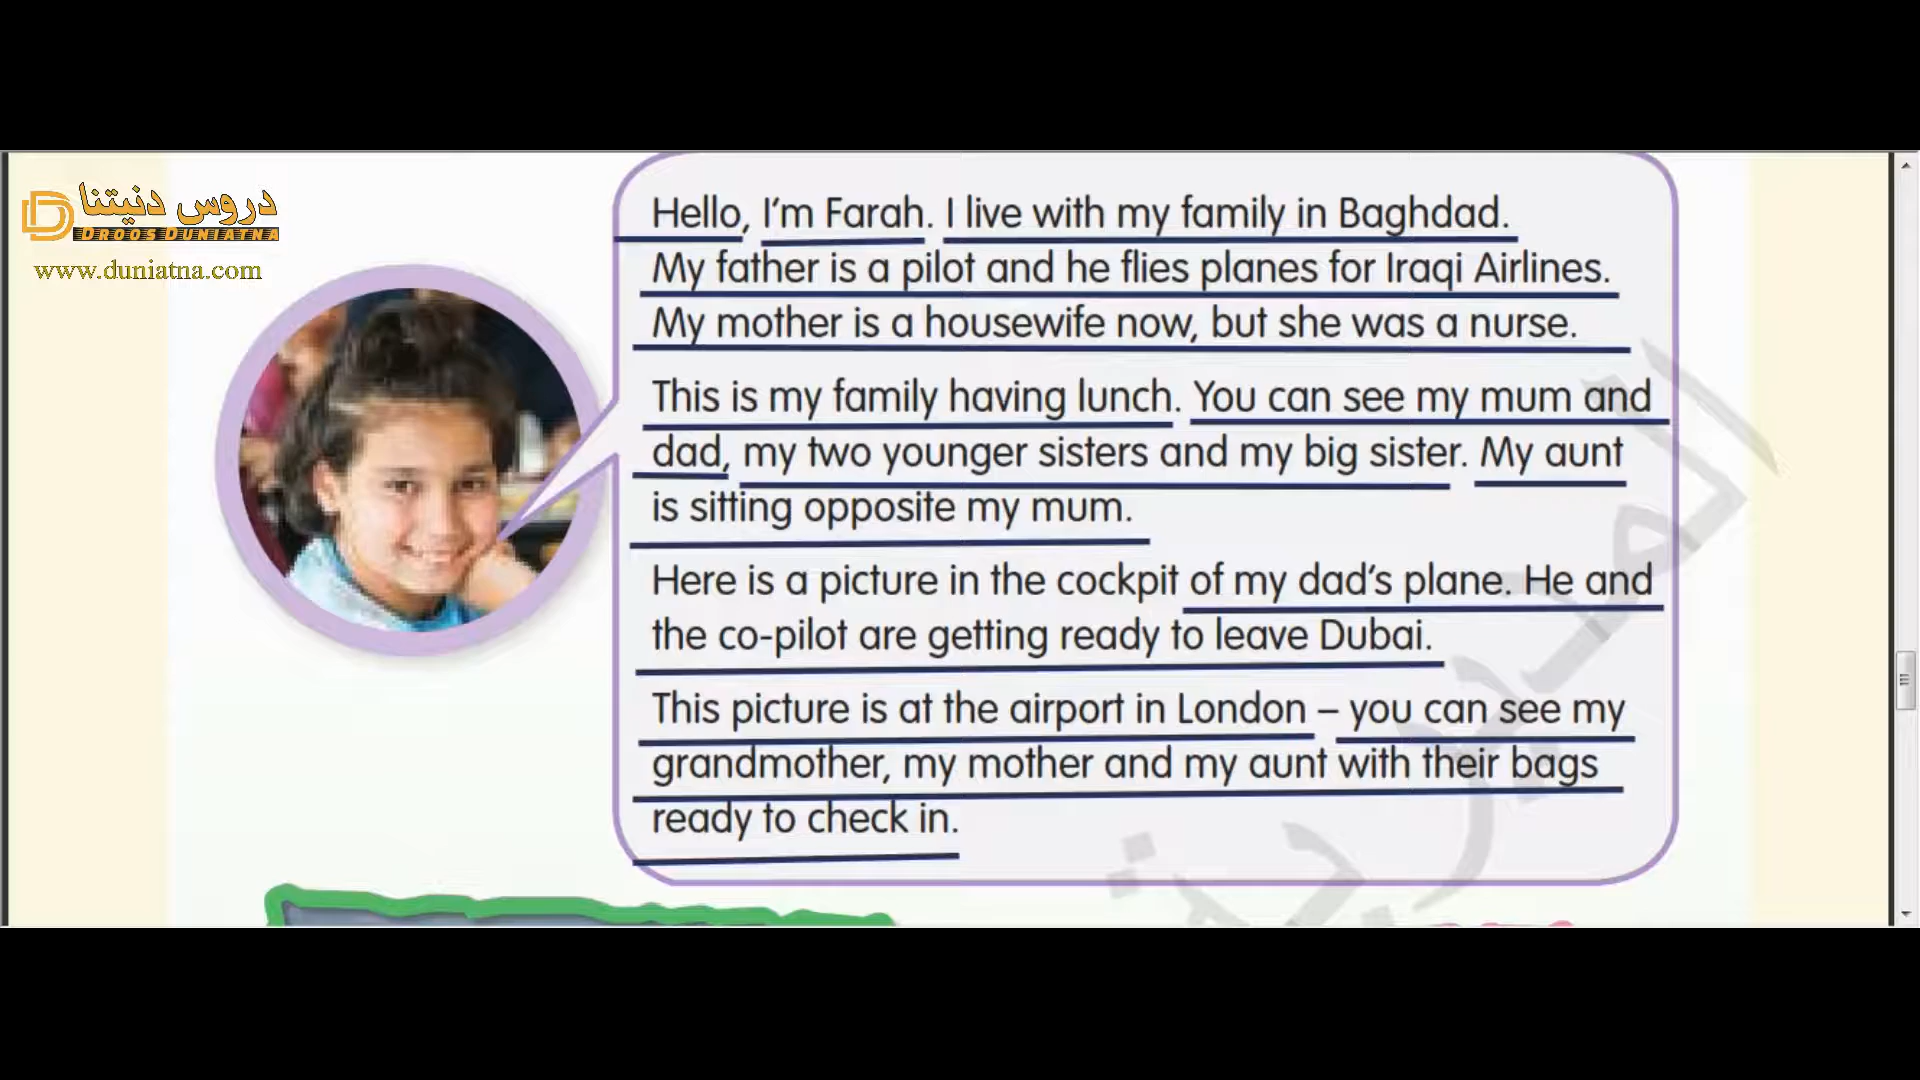 دروس دنيتنا
DROOS DUNIATNA
www.duniatna.com
Hello, I'm Farah. I live with my family in Baghdad.
My father is a pilot and he flies planes for Iraqi Airlines.
My mother is a housewife now, but she was a nurse.
This is my family having lunch. You can see my mum and
dad, my two younger sisters and my big sister. My aunt
is sitting opposite my mum.
Here is a picture in the cockpit of my dad's plane. He and
the co-pilot are getting ready to leave Dubai.
This picture is at the airport in London – you can see my
grandmother, my mother and my aunt with their bags
ready to check in.